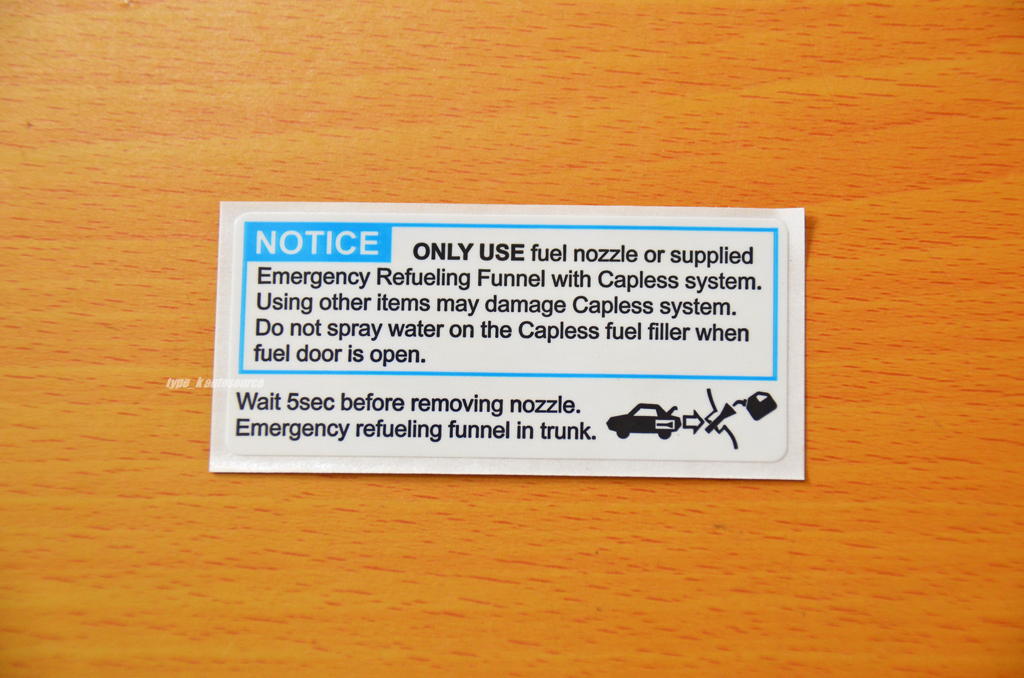 NOTICE ONLY USE fuel nozzle or supplied
Emergency Refueling Funnel with Capless system.
Using other items may damage Capless system.
Do not spray water on the Capless fuel filler when
fuel door is open.
type_k autosource
Wait 5sec before removing nozzle.
Emergency refueling funnel in trunk.